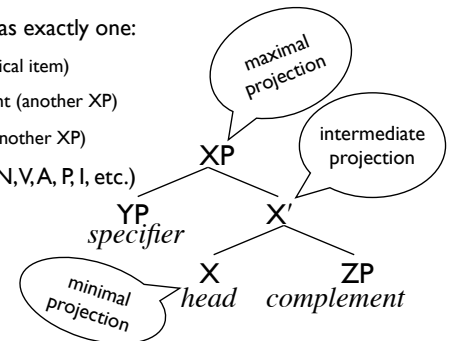 as exactly one:
ical item)
nt (another XP)
nother XP)
N, V, A, P, I, etc.)
maximal
projection
intermediate
projection
XP
YP
specifier
X′
minimal
projection
X
head
ZP
complement